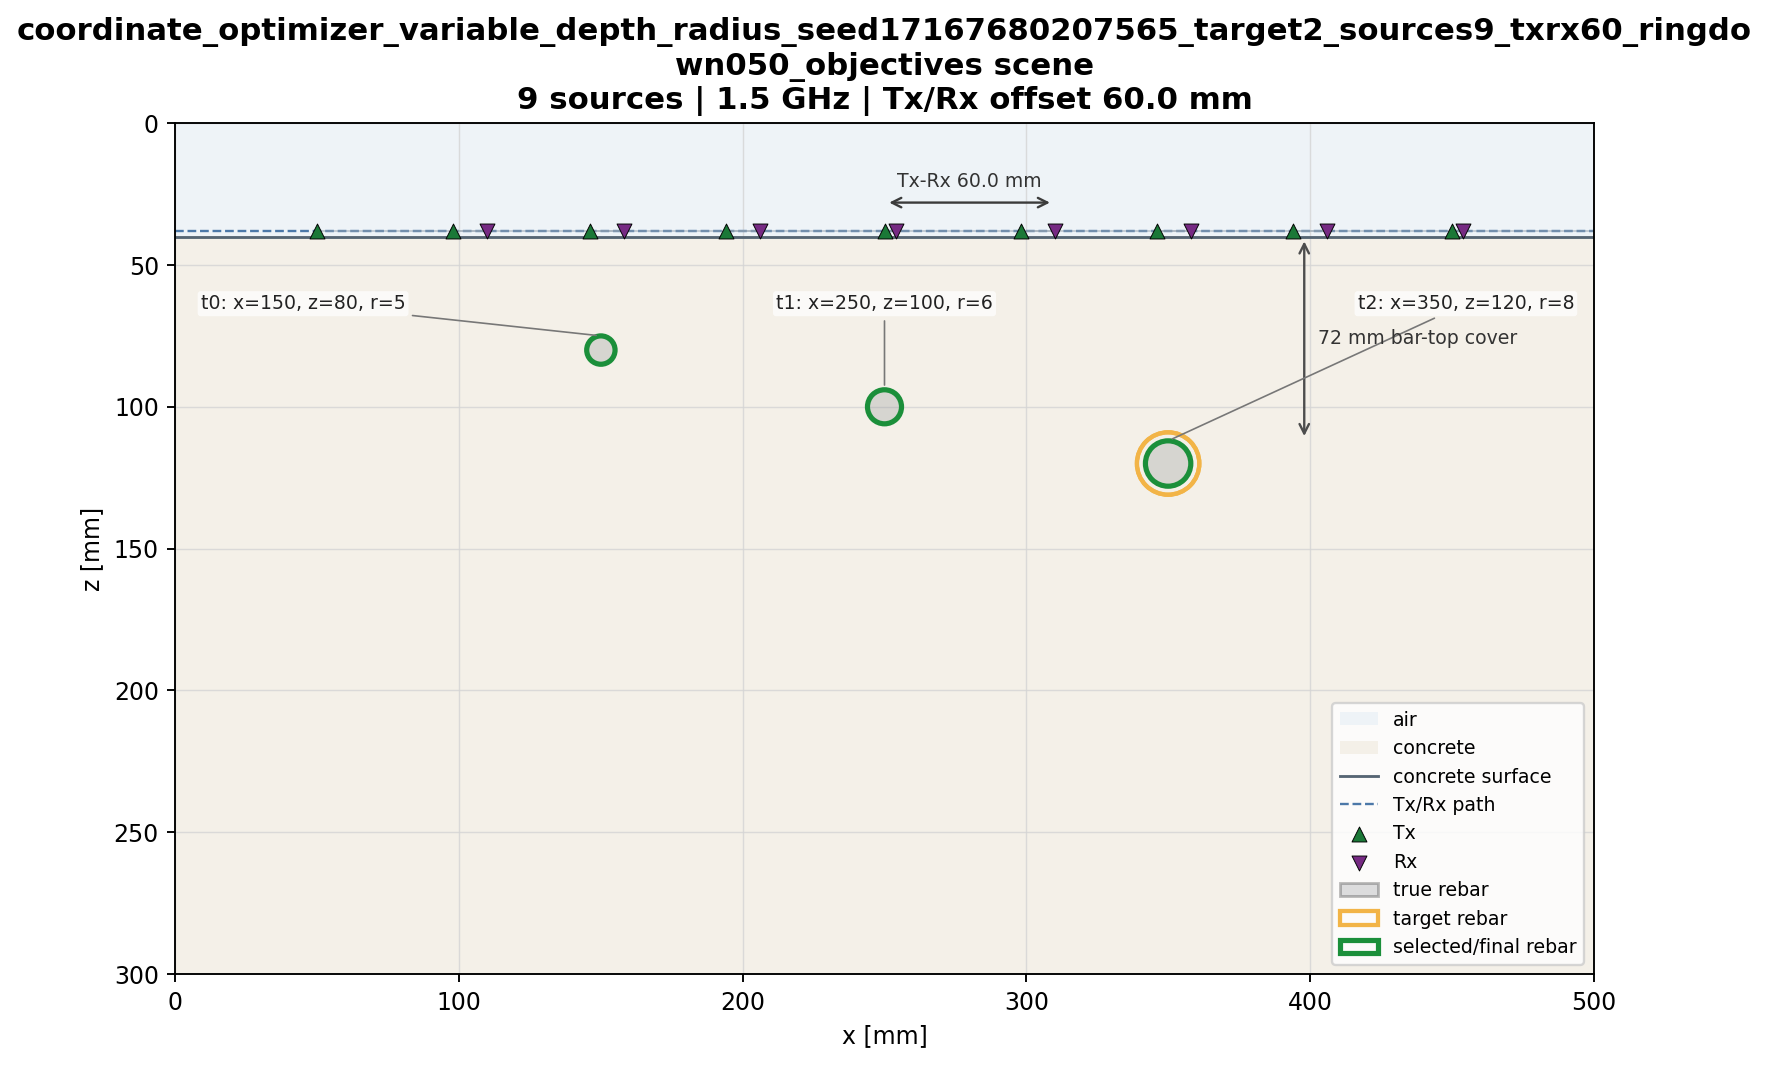 coordinate_optimizer_variable_depth_radius_seed17167680207565_target2_sources9_txrx60_ringdo
wn050_objectives scene
9 sources | 1.5 GHz | Tx/Rx offset 60.0 mm
0
50
100
150
200
250
300
z [mm]
Tx-Rx 60.0 mm
t0: x=150, z=80, r=5
t1: x=250, z=100, r=6
t2: x=350, z=120, r=8
72 mm bar-top cover
air
concrete
concrete surface
Tx/Rx path
Tx
Rx
true rebar
target rebar
selected/final rebar
0
100
200
300
400
500
x [mm]